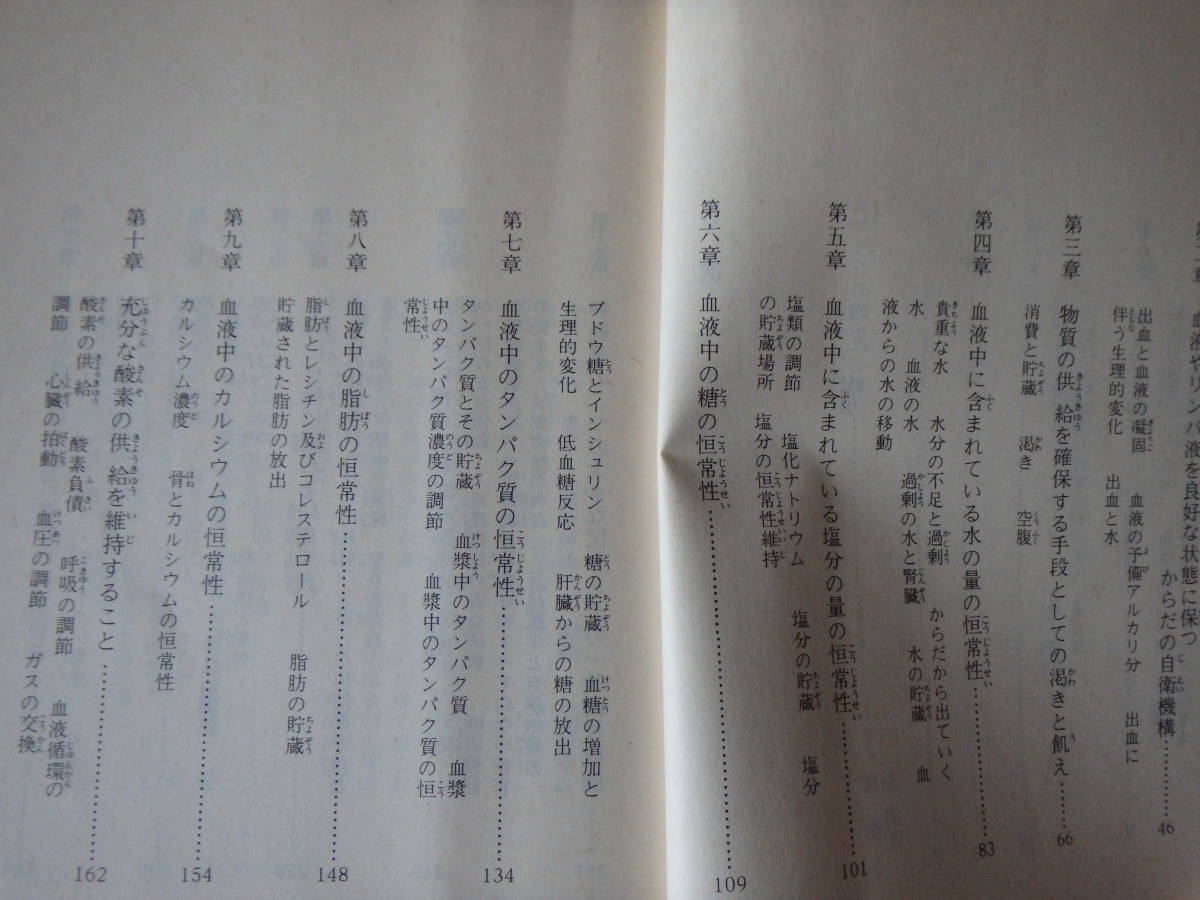 血液やリンパ液を良好な状態に保つ
からだの自衛機構………46
出血と血液の凝固　血液の予備アルカリ分　出血に
伴う生理的変化　出血と水
第三章　物質の供給を確保する手段としての渇きと飢え……66
消費と貯蔵　渇き　空腹
第四章　血液中に含まれている水の量の恒常性………83
貴重な水　水分の不足と過剰　からだから出ていく
水　血液の水　過剰の水と腎臓　水の貯蔵　血
液からの水の移動
第五章　血液中に含まれている塩分の量の恒常性………101
塩類の調節　塩化ナトリウム　塩分の貯蔵　塩分
の貯蔵場所　塩分の恒常性維持
第六章　血液中の糖の恒常性………109
ブドウ糖とインシュリン　糖の貯蔵　血糖の増加と
生理的変化　低血糖反応　肝臓からの糖の放出
第七章　血液中のタンパク質の恒常性………134
タンパク質とその貯蔵　血漿中のタンパク質　血漿
中のタンパク質濃度の調節　血漿中のタンパク質の恒
常性
第八章　血液中の脂肪の恒常性………148
脂肪とレシチン及びコレステロール　脂肪の貯蔵
貯蔵された脂肪の放出
第九章　血液中のカルシウムの恒常性………154
カルシウム濃度　骨とカルシウムの恒常性
第十章　充分な酸素の供給を維持すること………162
酸素の供給　酸素負債　呼吸の調節　血液循環の
調節　心臓の拍動　血圧の調節　ガスの交換